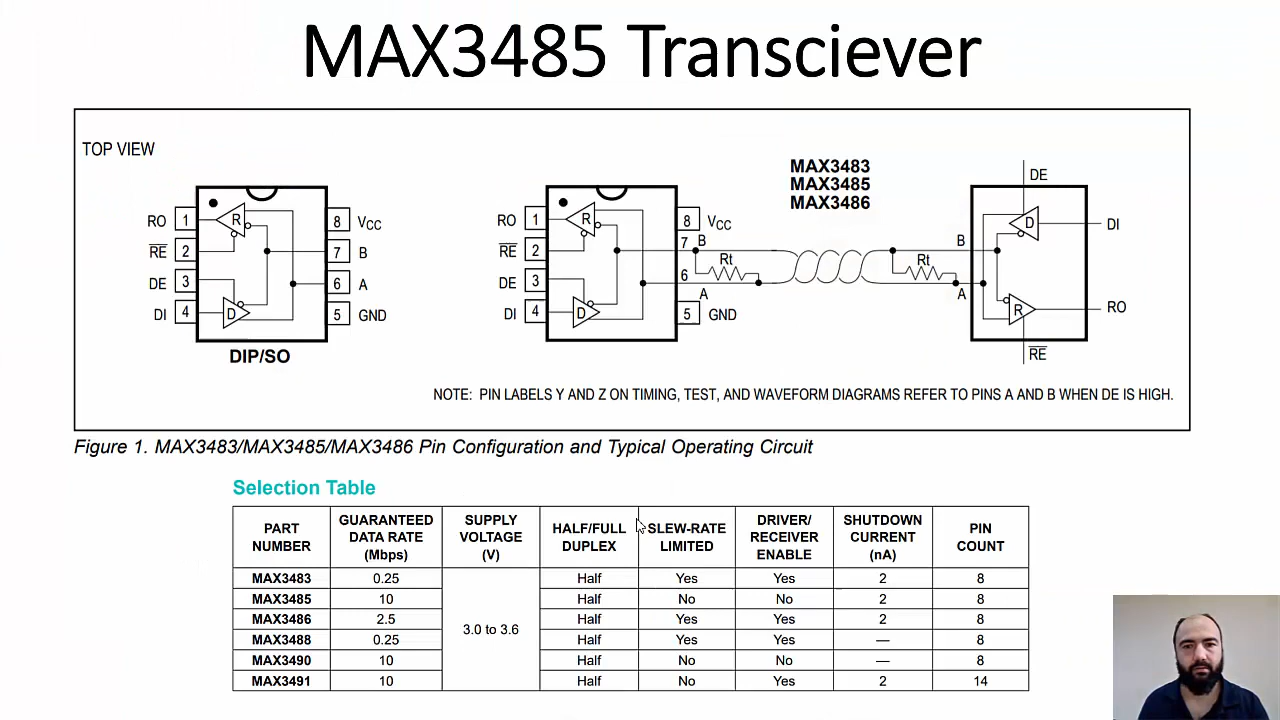 MAX3485 Transciever
TOP VIEW
RO 1
RE 2
DE 3
DI 4
R
D
8 VCC
7 B
6 A
5 GND
DIP/SO
RO 1
RE 2
DE 3
DI 4
R
D
8 VCC
7 B
6
A
5 GND
Rt
MAX3483
MAX3485
MAX3486
Rt
B
A
DE
D
DI
R
RO
RE
NOTE: PIN LABELS Y AND Z ON TIMING, TEST, AND WAVEFORM DIAGRAMS REFER TO PINS A AND B WHEN DE IS HIGH.
Figure 1. MAX3483/MAX3485/MAX3486 Pin Configuration and Typical Operating Circuit
Selection Table
PART NUMBER GUARANTEED DATA RATE (Mbps) SUPPLY VOLTAGE (V) HALF/FULL DUPLEX SLEW-RATE LIMITED DRIVER/ RECEIVER ENABLE SHUTDOWN CURRENT (nA) PIN COUNT
MAX3483 0.25 3.0 to 3.6 Half Yes Yes 2 8
MAX3485 10 Half No No 2 8
MAX3486 2.5 Half Yes Yes 2 8
MAX3488 0.25 Half Yes Yes — 8
MAX3490 10 Half No No — 8
MAX3491 10 Half No Yes 2 14